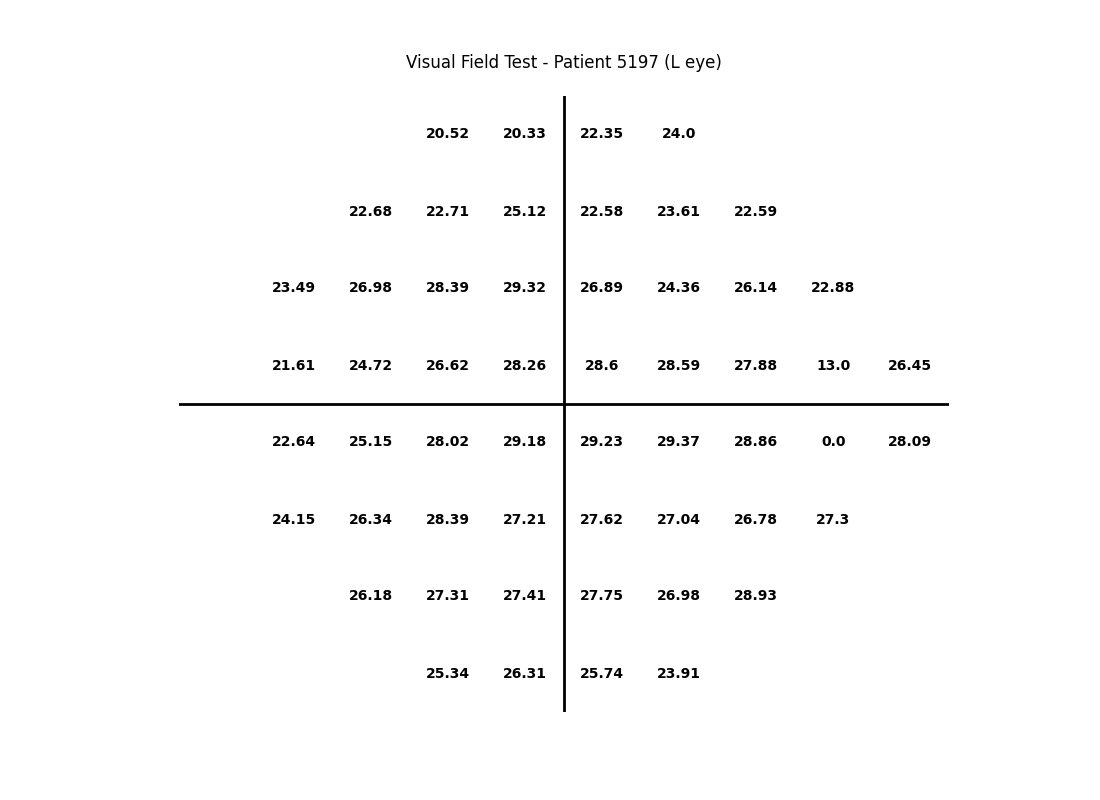 Visual Field Test - Patient 5197 (L eye)
20.52 20.33 22.35 24.0
22.68 22.71 25.12 22.58 23.61 22.59
23.49 26.98 28.39 29.32 26.89 24.36 26.14 22.88
21.61 24.72 26.62 28.26 28.6 28.59 27.88 13.0 26.45
22.64 25.15 28.02 29.18 29.23 29.37 28.86 0.0 28.09
24.15 26.34 28.39 27.21 27.62 27.04 26.78 27.3
26.18 27.31 27.41 27.75 26.98 28.93
25.34 26.31 25.74 23.91